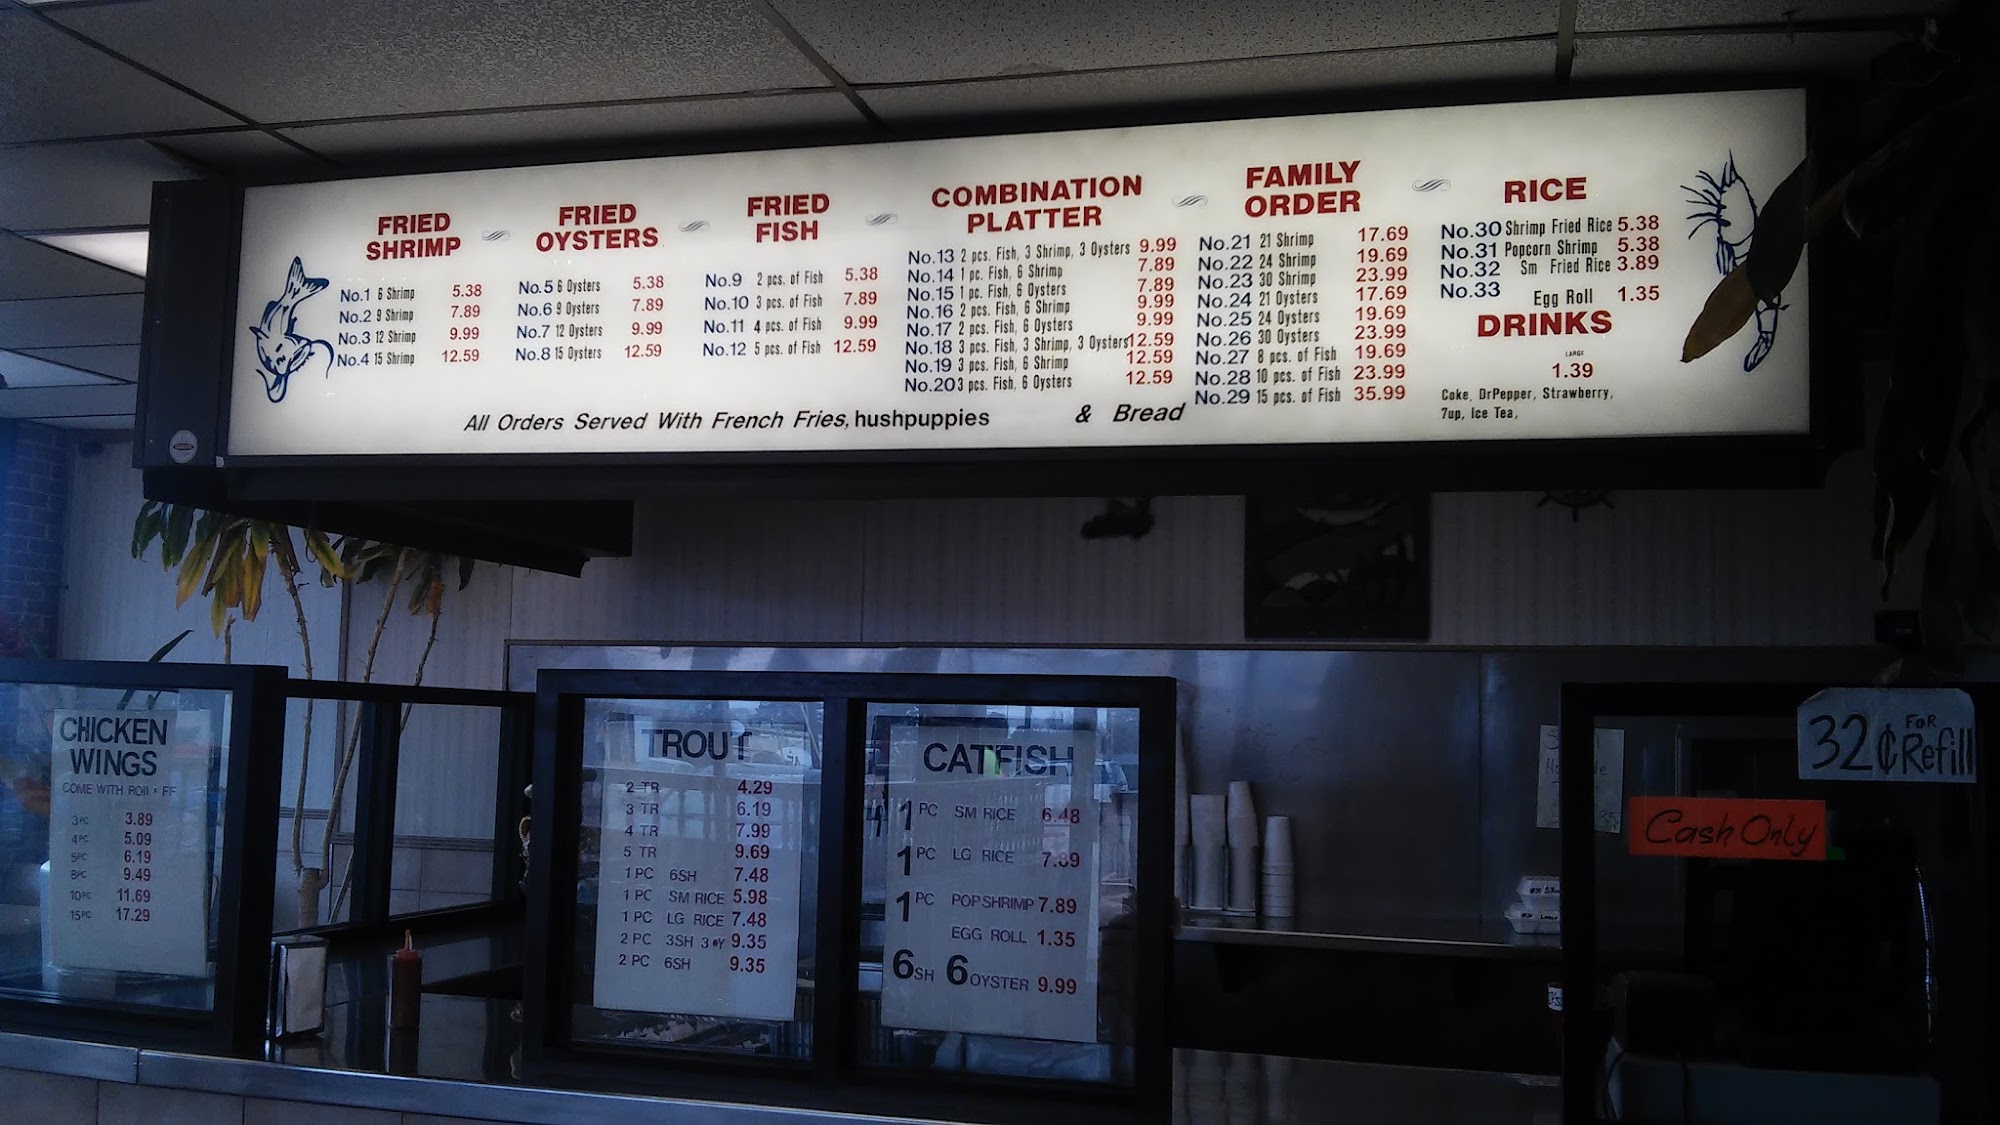 FRIED
SHRIMP
No.1 6 Shrimp 5.38
No.2 9 Shrimp 7.89
No.3 12 Shrimp 9.99
No.4 15 Shrimp 12.59
FRIED
OYSTERS
No.5 6 Oysters 5.38
No.6 9 Oysters 7.89
No.7 12 Oysters 9.99
No.8 15 Oysters 12.59
FRIED
FISH
No.9 2 pcs. of Fish 5.38
No.10 3 pcs. of Fish 7.89
No.11 4 pcs. of Fish 9.99
No.12 5 pcs. of Fish 12.59
COMBINATION
PLATTER
No.13 2 pcs. Fish, 3 Shrimp, 3 Oysters 9.99
No.14 1 pc. Fish, 6 Shrimp 7.89
No.15 1 pc. Fish, 6 Oysters 7.89
No.16 2 pcs. Fish, 6 Shrimp 9.99
No.17 2 pcs. Fish, 6 Oysters 9.99
No.18 3 pcs. Fish, 3 Shrimp, 3 Oysters 12.59
No.19 3 pcs. Fish, 6 Shrimp 12.59
No.20 3 pcs. Fish, 6 Oysters 12.59
FAMILY
ORDER
No.21 21 Shrimp 17.69
No.22 24 Shrimp 19.69
No.23 30 Shrimp 23.99
No.24 21 Oysters 17.69
No.25 24 Oysters 19.69
No.26 30 Oysters 23.99
No.27 8 pcs. of Fish 19.69
No.28 10 pcs. of Fish 23.99
No.29 15 pcs. of Fish 35.99
RICE
No.30 Shrimp Fried Rice 5.38
No.31 Popcorn Shrimp 5.38
No.32 Sm Fried Rice 3.89
No.33 Egg Roll 1.35
DRINKS
LARGE
1.39
Coke, DrPepper, Strawberry,
7up, Ice Tea,
All Orders Served With French Fries, hushpuppies & Bread
CHICKEN
WINGS
COME WITH ROll + FF
3PC 3.89
4PC 5.09
5PC 6.19
8PC 9.49
10PC 11.69
15PC 17.29
TROUT
2 TR 4.29
3 TR 6.19
4 TR 7.99
5 TR 9.69
1 PC 6SH 7.48
1 PC SM RICE 5.98
1 PC LG RICE 7.48
2 PC 3SH 3 OY 9.35
2 PC 6SH 9.35
CATFISH
1 PC SM RICE 6.48
1 PC LG RICE 7.89
1 PC POP SHRIMP 7.89
EGG ROLL 1.35
6SH 6OYSTER 9.99
32¢ FOR Refill
Cash Only